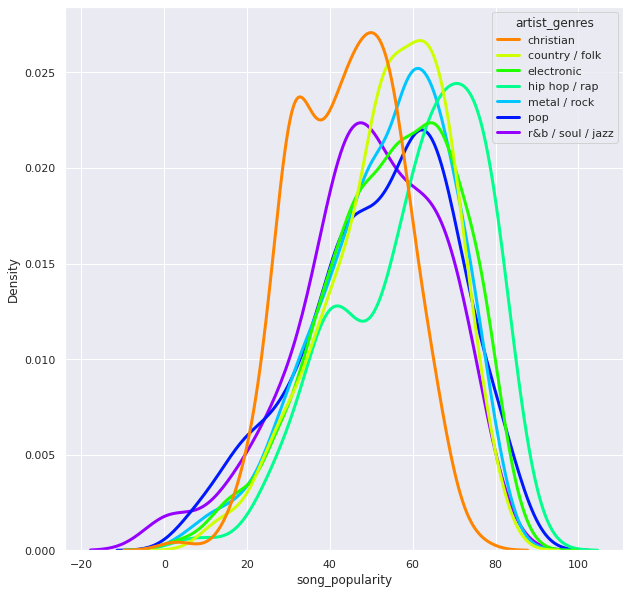 artist_genres
christian
country / folk
electronic
hip hop / rap
metal / rock
pop
r&b / soul / jazz
0.025
0.020
0.015
0.010
0.005
0.000
Density
−20
0
20
40
60
80
100
song_popularity